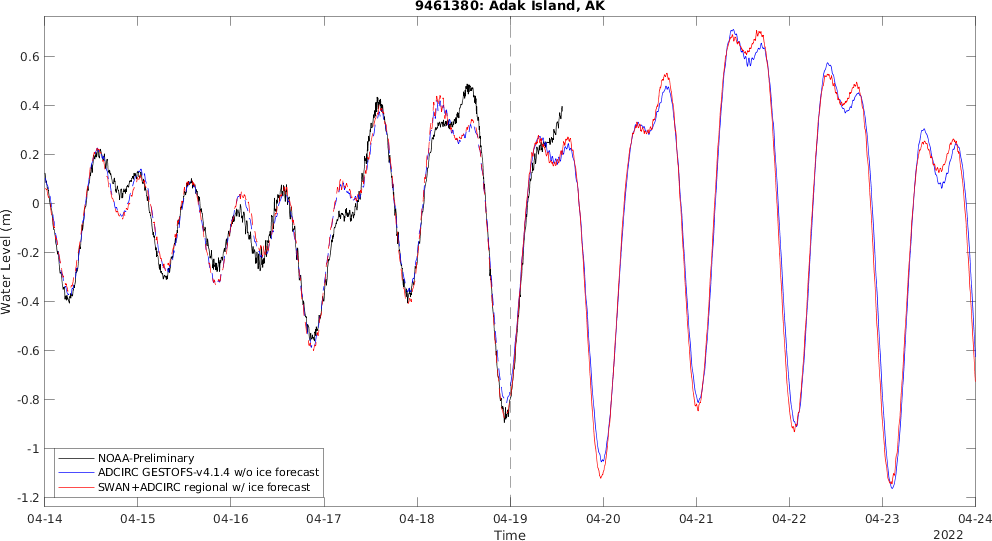 9461380: Adak Island, AK
Water Level (m)
0.6
0.4
0.2
0
-0.2
-0.4
-0.6
-0.8
-1
-1.2
NOAA-Preliminary
ADCIRC GESTOFS-v4.1.4 w/o ice forecast
SWAN+ADCIRC regional w/ ice forecast
04-14 04-15 04-16 04-17 04-18 04-19 04-20 04-21 04-22 04-23 04-24
Time
2022